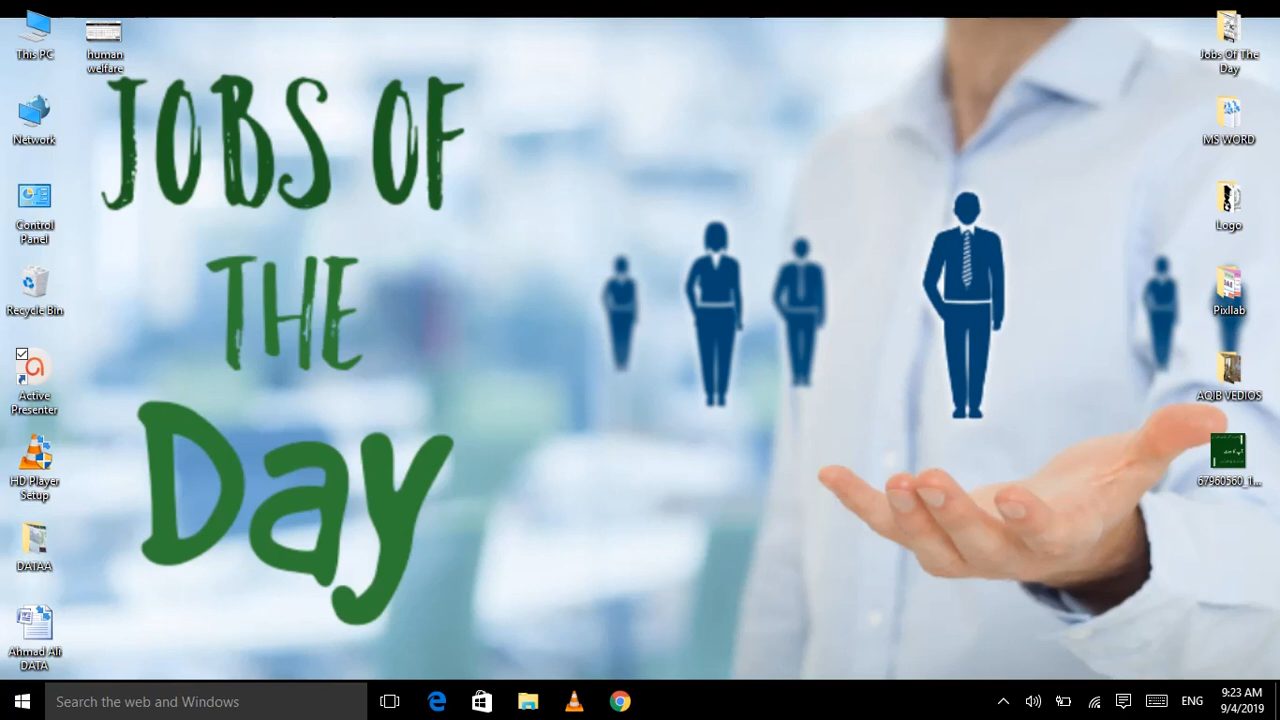 This PC
human
welfare
Network
Control
Panel
Recycle Bin
Active
Presenter
HD Player
Setup
DATAA
Ahmad Ali
DATA
JOBS OF
THE
Day
Jobs Of The
Day
MS WORD
Logo
Pixllab
AQIB VEDIOS
67960560_1...
Search the web and Windows
ENG
9:23 AM
9/4/2019